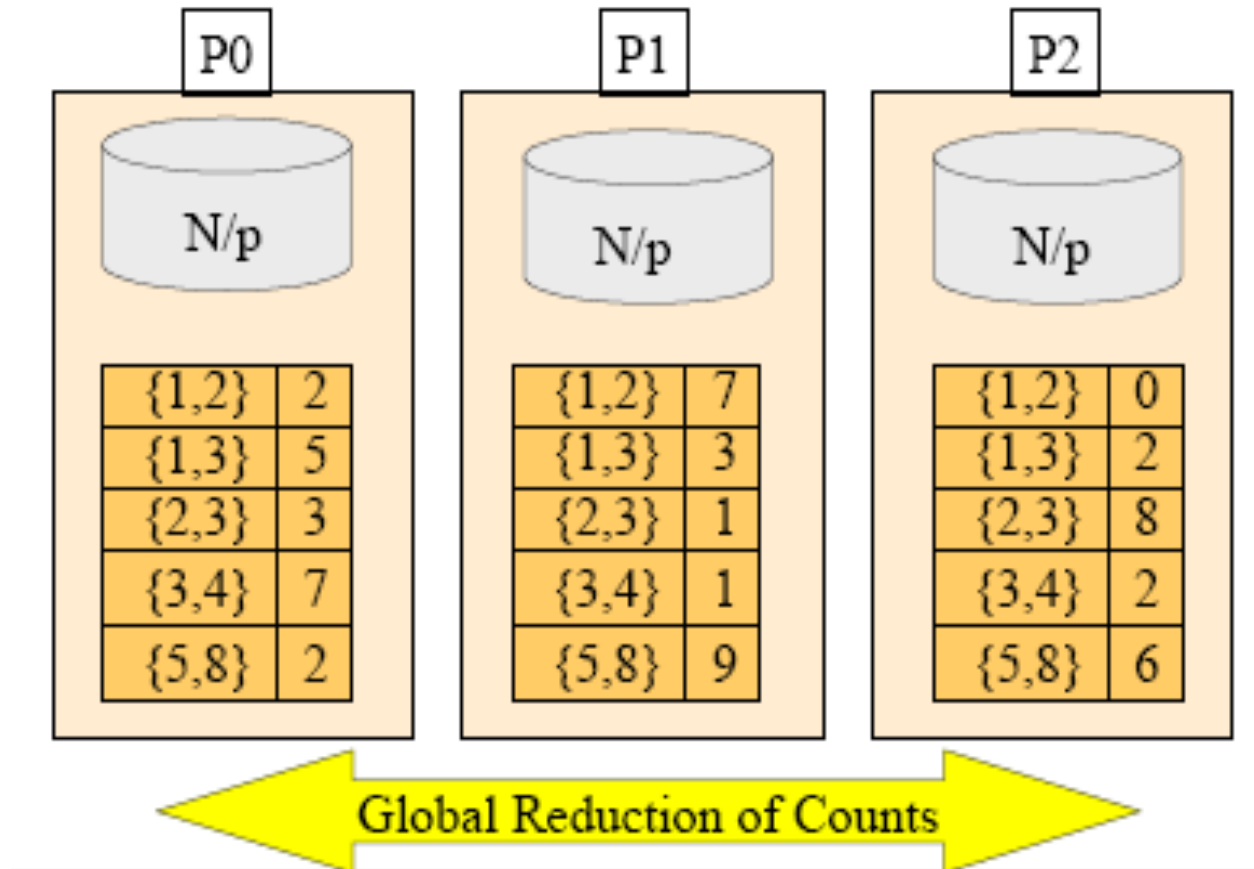 P0
N/p
{1,2} 2
{1,3} 5
{2,3} 3
{3,4} 7
{5,8} 2
P1
N/p
{1,2} 7
{1,3} 3
{2,3} 1
{3,4} 1
{5,8} 9
P2
N/p
{1,2} 0
{1,3} 2
{2,3} 8
{3,4} 2
{5,8} 6
Global Reduction of Counts